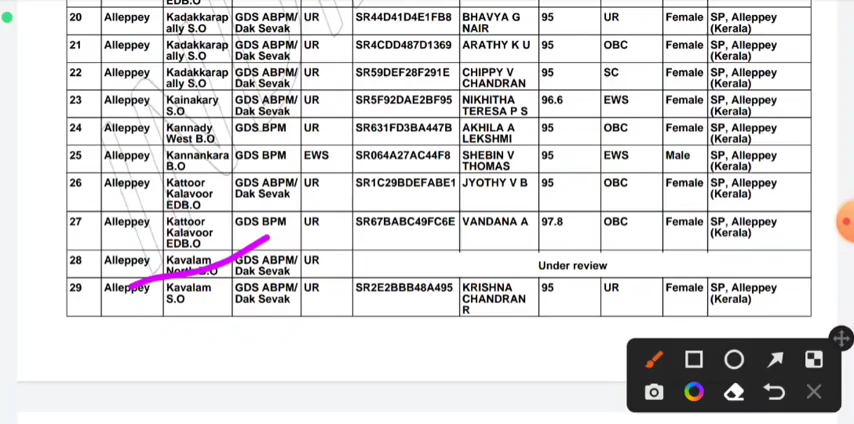 EDB.O
20 Alleppey Kadakkarap GDS ABPM/ UR SR44D41D4E1FB8 BHAVYA G 95 UR Female SP, Alleppey
ally S.O Dak Sevak NAIR (Kerala)
21 Alleppey Kadakkarap GDS ABPM/ UR SR4CDD487D1369 ARATHY K U 95 OBC Female SP, Alleppey
ally S.O Dak Sevak (Kerala)
22 Alleppey Kadakkarap GDS ABPM/ UR SR59DEF28F291E CHIPPY V 95 SC Female SP, Alleppey
ally S.O Dak Sevak CHANDRAN (Kerala)
23 Alleppey Kainakary GDS ABPM/ UR SR5F92DAE2BF95 NIKHITHA 96.6 EWS Female SP, Alleppey
S.O Dak Sevak TERESA P S (Kerala)
24 Alleppey Kannady GDS BPM UR SR631FD3BA447B AKHILA A 95 OBC Female SP, Alleppey
West B.O LEKSHMI (Kerala)
25 Alleppey Kannankara GDS BPM EWS SR064A27AC44F8 SHEBIN V 95 EWS Male SP, Alleppey
B.O THOMAS (Kerala)
26 Alleppey Kattoor GDS ABPM/ UR SR1C29BDEFABE1 JYOTHY V B 95 OBC Female SP, Alleppey
Kalavoor Dak Sevak (Kerala)
EDB.O
27 Alleppey Kattoor GDS BPM UR SR67BABC49FC6E VANDANA A 97.8 OBC Female SP, Alleppey
Kalavoor (Kerala)
EDB.O
28 Alleppey Kavalam GDS ABPM/ UR Under review
North S.O Dak Sevak
29 Alleppey Kavalam GDS ABPM/ UR SR2E2BBB48A495 KRISHNA 95 UR Female SP, Alleppey
S.O Dak Sevak CHANDRAN (Kerala)
R